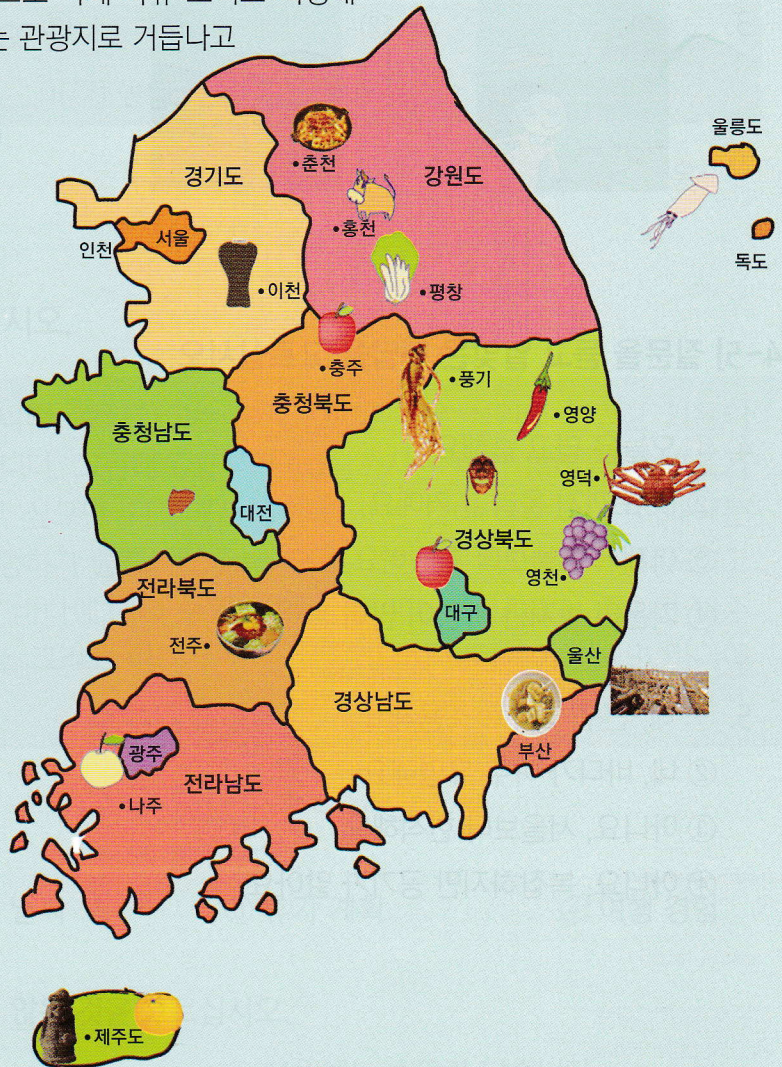 는 관광지로 거듭나고
울릉도
춘천
경기도
강원도
홍천
서울
인천
독도
이천
평창
충주
풍기
충청북도
영양
충청남도
영덕
대전
경상북도
영천
전라북도
대구
전주
울산
경상남도
부산
광주
전라남도
나주
제주도